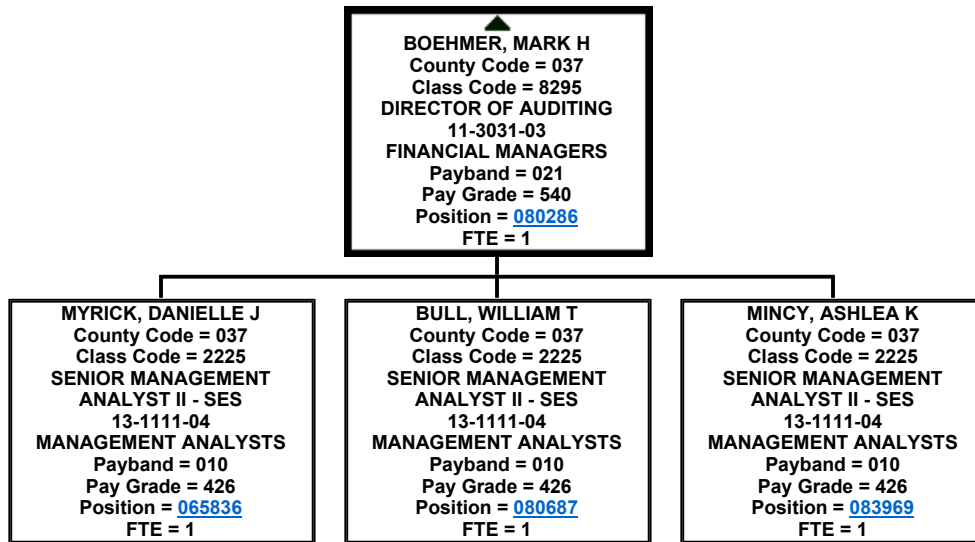 BOEHMER, MARK H
County Code = 037
Class Code = 8295
DIRECTOR OF AUDITING
11-3031-03
FINANCIAL MANAGERS
Payband = 021
Pay Grade = 540
Position = 080286
FTE = 1
MYRICK, DANIELLE J
County Code = 037
Class Code = 2225
SENIOR MANAGEMENT
ANALYST II - SES
13-1111-04
MANAGEMENT ANALYSTS
Payband = 010
Pay Grade = 426
Position = 065836
FTE = 1
BULL, WILLIAM T
County Code = 037
Class Code = 2225
SENIOR MANAGEMENT
ANALYST II - SES
13-1111-04
MANAGEMENT ANALYSTS
Payband = 010
Pay Grade = 426
Position = 080687
FTE = 1
MINCY, ASHLEA K
County Code = 037
Class Code = 2225
SENIOR MANAGEMENT
ANALYST II - SES
13-1111-04
MANAGEMENT ANALYSTS
Payband = 010
Pay Grade = 426
Position = 083969
FTE = 1